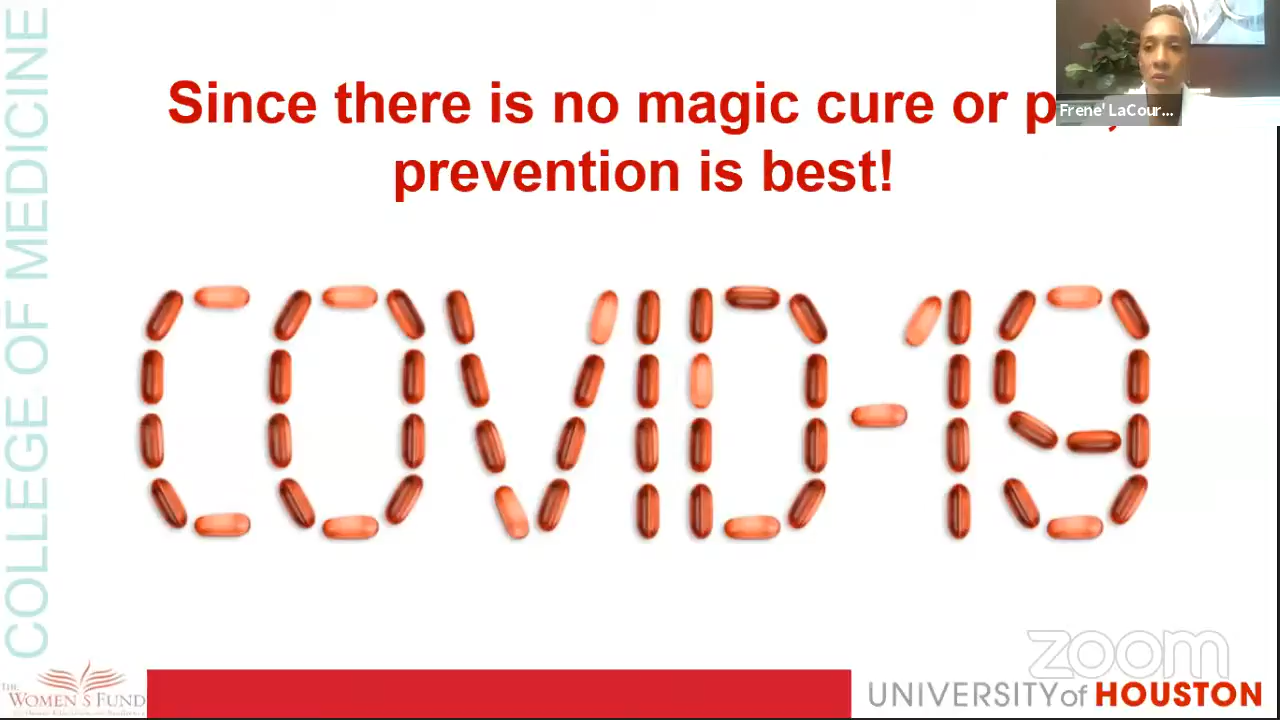 COLLEGE OF MEDICINE
Since there is no magic cure or p
prevention is best!
Frene' LaCour...
COVID-19
zoom
THE WOMEN'S FUND
UNIVERSITY of HOUSTON